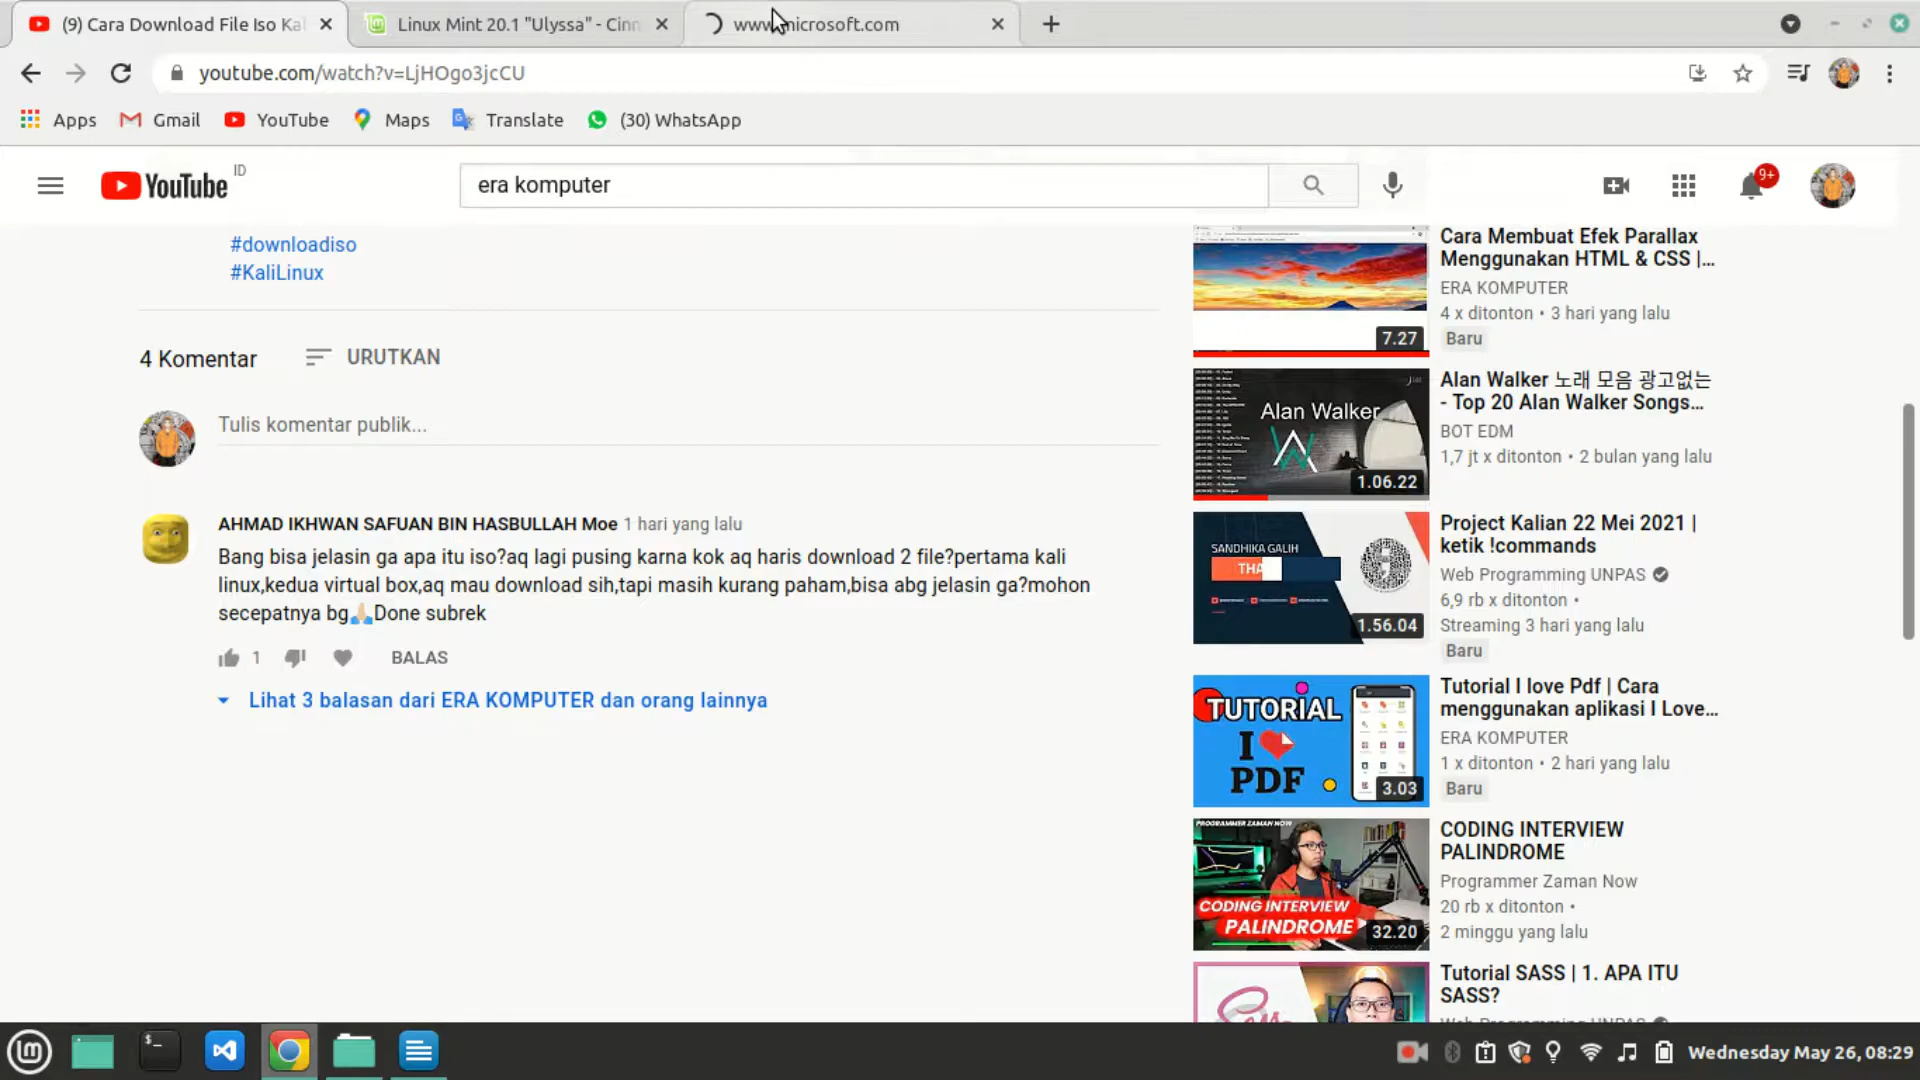 (9) Cara Download File Iso Kal
Linux Mint 20.1 "Ulyssa" - Cinn
www.microsoft.com
youtube.com/watch?v=LjHOgo3jcCU
Apps
Gmail
YouTube
Maps
Translate
(30) WhatsApp
YouTube ID
era komputer
9+
#downloadiso
#KaliLinux
4 Komentar
URUTKAN
Tulis komentar publik...
AHMAD IKHWAN SAFUAN BIN HASBULLAH Moe 1 hari yang lalu
Bang bisa jelasin ga apa itu iso?aq lagi pusing karna kok aq haris download 2 file?pertama kali
linux,kedua virtual box,aq mau download sih,tapi masih kurang paham,bisa abg jelasin ga?mohon
secepatnya bg🙏🏻Done subrek
1
BALAS
Lihat 3 balasan dari ERA KOMPUTER dan orang lainnya
7.27
Cara Membuat Efek Parallax
Menggunakan HTML & CSS |...
ERA KOMPUTER
4 x ditonton • 3 hari yang lalu
Baru
Alan Walker
1.06.22
Alan Walker 노래 모음 광고없는
- Top 20 Alan Walker Songs...
BOT EDM
1,7 jt x ditonton • 2 bulan yang lalu
SANDHIKA GALIH
THA
1.56.04
Project Kalian 22 Mei 2021 |
ketik !commands
Web Programming UNPAS
6,9 rb x ditonton •
Streaming 3 hari yang lalu
Baru
TUTORIAL
I
PDF
3.03
Tutorial I love Pdf | Cara
menggunakan aplikasi I Love...
ERA KOMPUTER
1 x ditonton • 2 hari yang lalu
Baru
PROGRAMMER ZAMAN NOW
CODING INTERVIEW
PALINDROME
32.20
CODING INTERVIEW
PALINDROME
Programmer Zaman Now
20 rb x ditonton •
2 minggu yang lalu
Sass
Tutorial SASS | 1. APA ITU
SASS?
Web Programming UNPAS
Wednesday May 26, 08:29